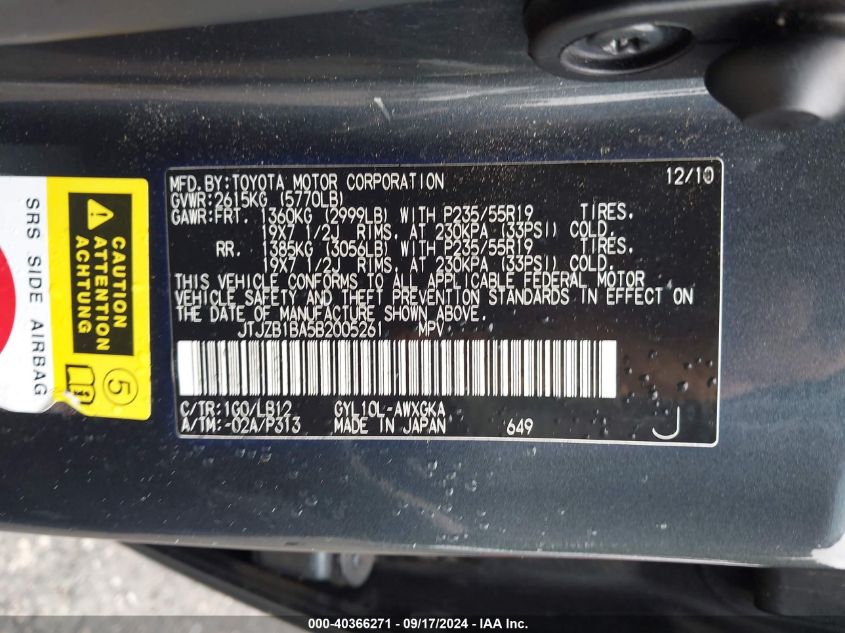 MFD.BY:TOYOTA MOTOR CORPORATION 12/10
GVWR:2615KG (5770LB)
GAWR:FRT. 1360KG (2999LB) WITH P235/55R19 TIRES.
19X7 1/2J RIMS, AT 230KPA (33PSI) COLD.
RR. 1385KG (3056LB) WITH P235/55R19 TIRES.
19X7 1/2J RIMS, AT 230KPA (33PSI) COLD.
THIS VEHICLE CONFORMS TO ALL APPLICABLE FEDERAL MOTOR
VEHICLE SAFETY AND THEFT PREVENTION STANDARDS IN EFFECT ON
THE DATE OF MANUFACTURE SHOWN ABOVE.
JTJZB1BA5B2005261 MPV
C/TR:1G0/LB12 GYL10L-AWXGKA
A/TM:-02A/P313 MADE IN JAPAN 649 J
SRS SIDE AIRBAG
CAUTION
ATTENTION
ACHTUNG
5
COPART-40366271 - 09/17/2024 - IAA Inc.